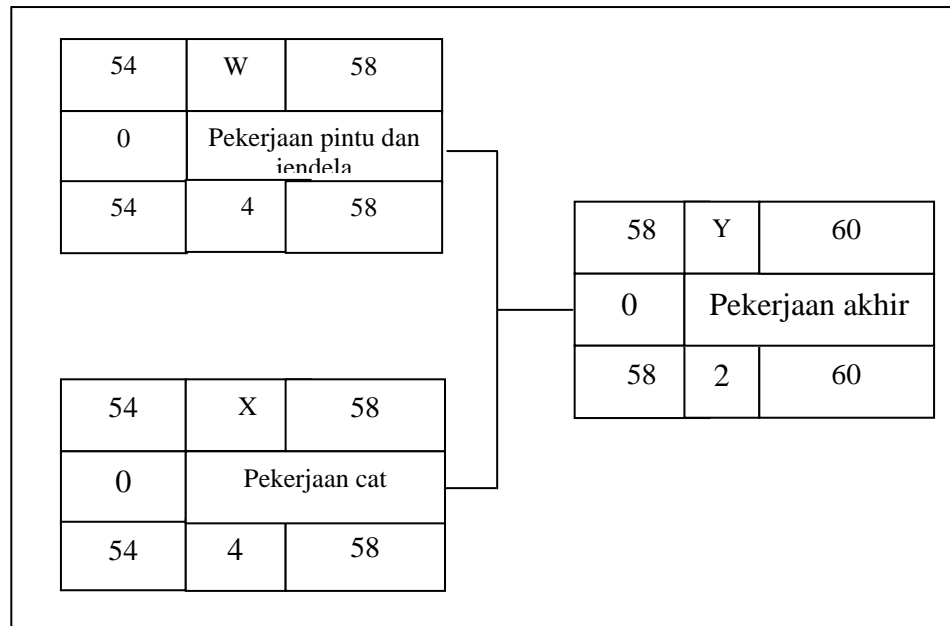 54 W 58
0 Pekerjaan pintu dan
jendela
54 4 58
58 Y 60
0 Pekerjaan akhir
58 2 60
54 X 58
0 Pekerjaan cat
54 4 58